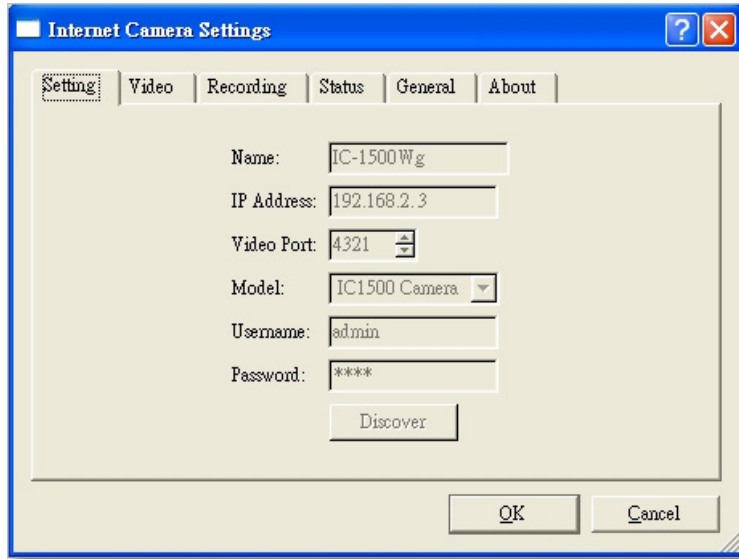 Internet Camera Settings
Setting Video Recording Status General About
Name: IC-1500Wg
IP Address: 192.168.2.3
Video Port: 4321
Model: IC1500 Camera
Username: admin
Password: ****
Discover
OK Cancel